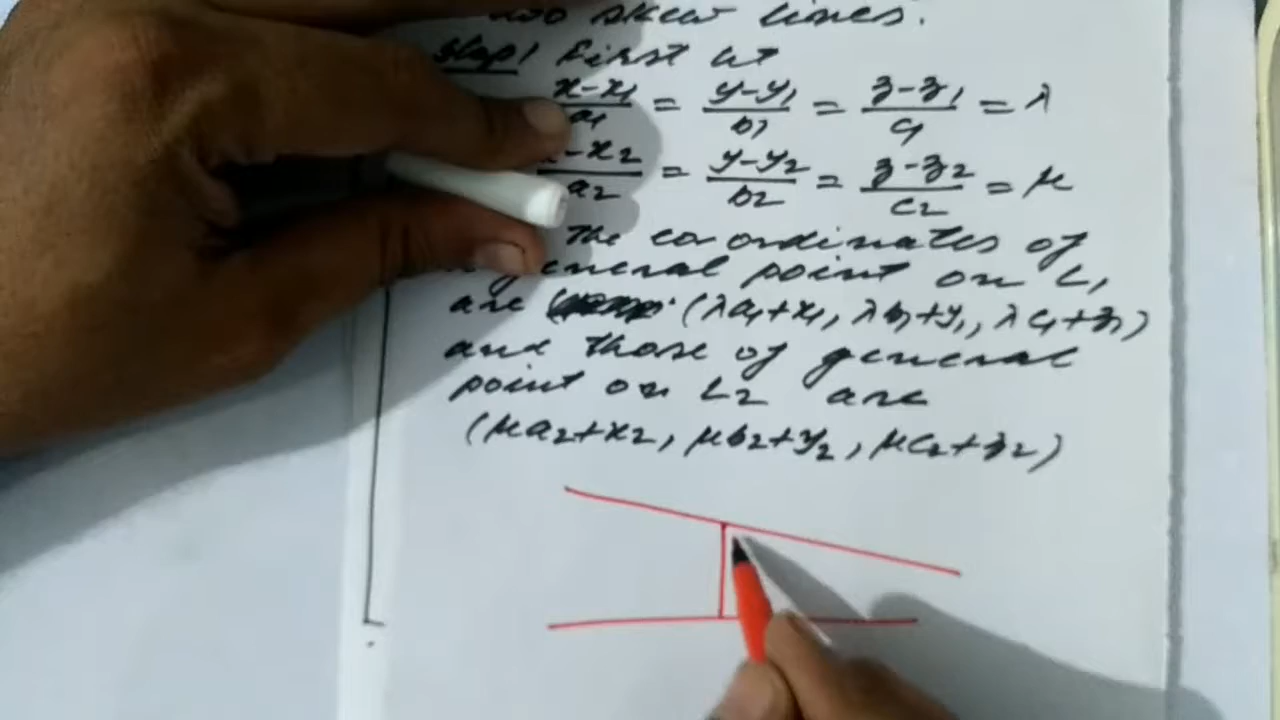 two skew lines.
Step 1 First let
x-x1/a1 = y-y1/b1 = z-z1/c1 = λ
x-x2/a2 = y-y2/b2 = z-z2/c2 = μ
The coordinates of
general point on L1
are (λa1+x1, λb1+y1, λc1+z1)
and those of general
point on L2 are
(μa2+x2, μb2+y2, μc2+z2)